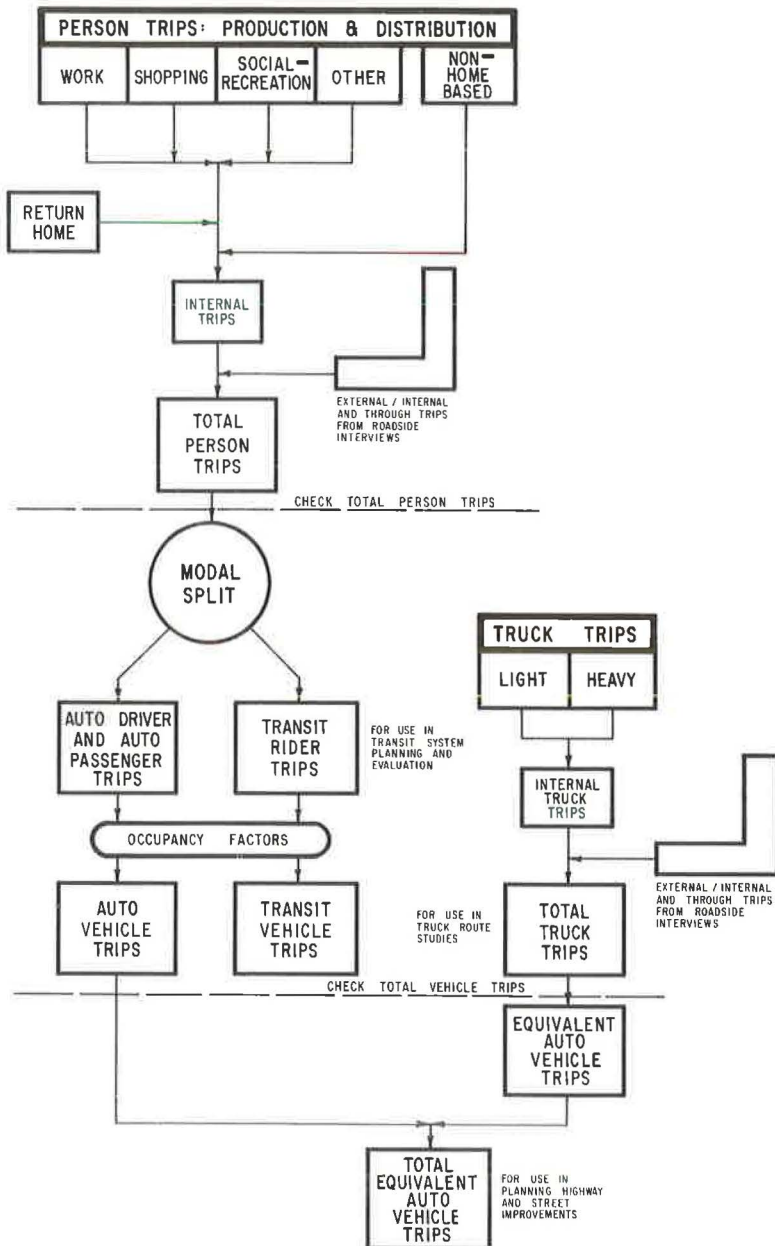 PERSON TRIPS: PRODUCTION & DISTRIBUTION
WORK
SHOPPING
SOCIAL-
RECREATION
OTHER
NON-
HOME
BASED
RETURN
HOME
INTERNAL
TRIPS
EXTERNAL / INTERNAL
AND THROUGH TRIPS
FROM ROADSIDE
INTERVIEWS
TOTAL
PERSON
TRIPS
CHECK TOTAL PERSON TRIPS
MODAL
SPLIT
TRUCK TRIPS
LIGHT
HEAVY
AUTO DRIVER
AND AUTO
PASSENGER
TRIPS
TRANSIT
RIDER
TRIPS
FOR USE IN
TRANSIT SYSTEM
PLANNING AND
EVALUATION
INTERNAL
TRUCK
TRIPS
OCCUPANCY FACTORS
EXTERNAL / INTERNAL
AND THROUGH TRIPS
FROM ROADSIDE
INTERVIEWS
AUTO
VEHICLE
TRIPS
TRANSIT
VEHICLE
TRIPS
FOR USE IN
TRUCK ROUTE
STUDIES
TOTAL
TRUCK
TRIPS
CHECK TOTAL VEHICLE TRIPS
EQUIVALENT
AUTO
VEHICLE
TRIPS
TOTAL
EQUIVALENT
AUTO
VEHICLE
TRIPS
FOR USE IN
PLANNING HIGHWAY
AND STREET
IMPROVEMENTS